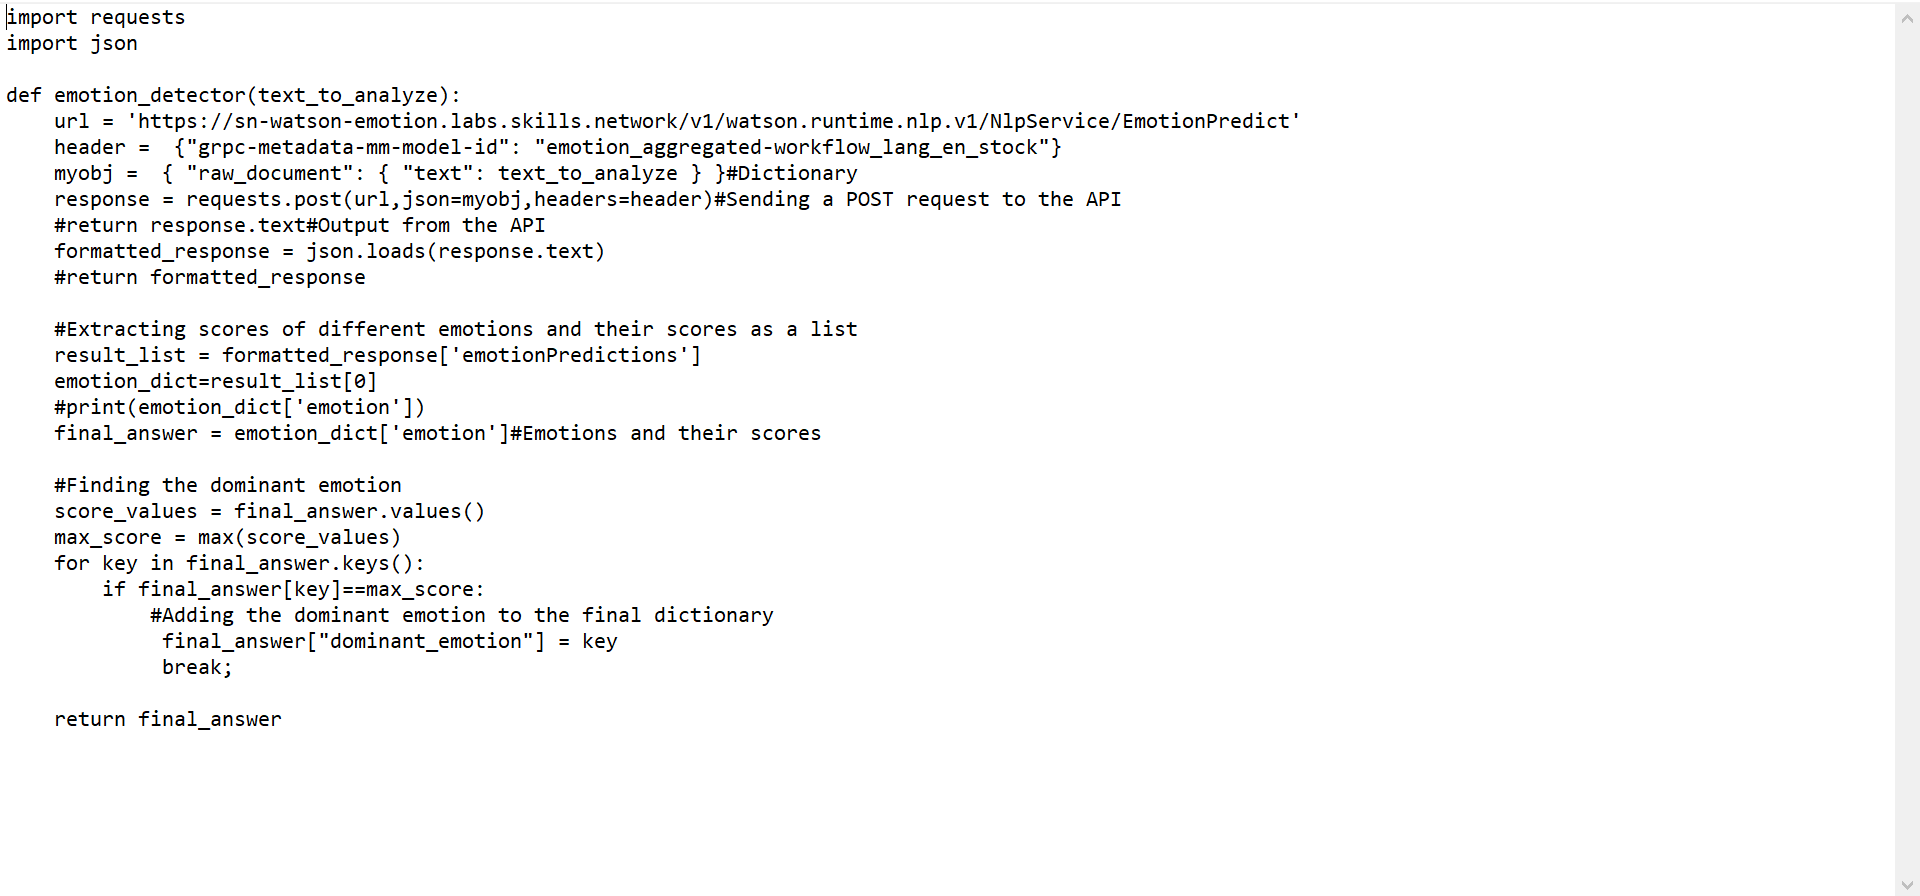 import requests
import json
def emotion_detector(text_to_analyze):
    url = 'https://sn-watson-emotion.labs.skills.network/v1/watson.runtime.nlp.v1/NlpService/EmotionPredict'
    header =  {"grpc-metadata-mm-model-id": "emotion_aggregated-workflow_lang_en_stock"}
    myobj =  { "raw_document": { "text": text_to_analyze } }#Dictionary
    response = requests.post(url,json=myobj,headers=header)#Sending a POST request to the API
    #return response.text#Output from the API
    formatted_response = json.loads(response.text)
    #return formatted_response
    #Extracting scores of different emotions and their scores as a list
    result_list = formatted_response['emotionPredictions']
    emotion_dict=result_list[0]
    #print(emotion_dict['emotion'])
    final_answer = emotion_dict['emotion']#Emotions and their scores
    #Finding the dominant emotion
    score_values = final_answer.values()
    max_score = max(score_values)
    for key in final_answer.keys():
        if final_answer[key]==max_score:
            #Adding the dominant emotion to the final dictionary
             final_answer["dominant_emotion"] = key
             break;
    return final_answer